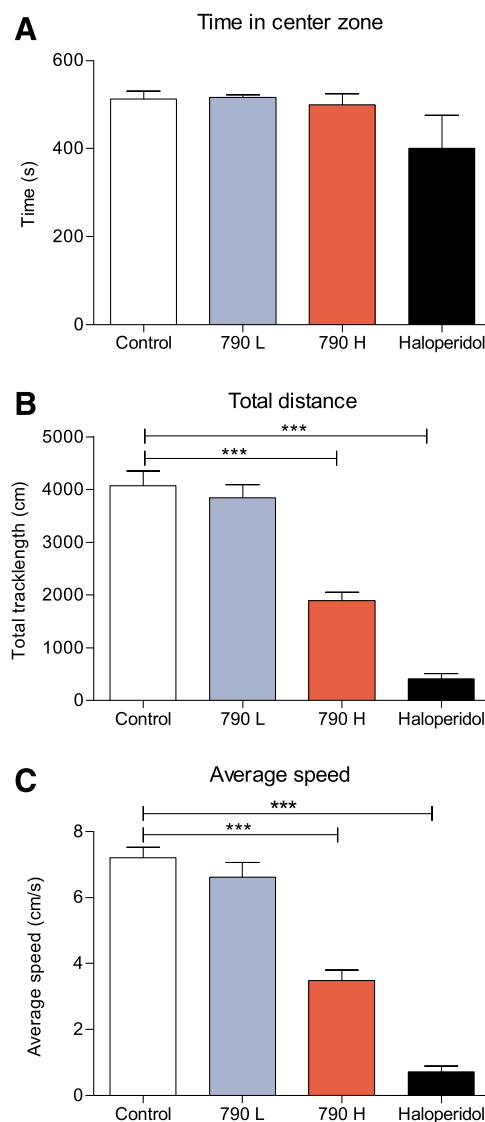 A
Time in center zone
Time (s)
600
400
200
0
Control 790 L 790 H Haloperidol
B
Total distance
Total tracklength (cm)
5000
4000
3000
2000
1000
0
***
***
Control 790 L 790 H Haloperidol
C
Average speed
Average speed (cm/s)
***
***
8
6
4
2
0
Control 790 L 790 H Haloperidol